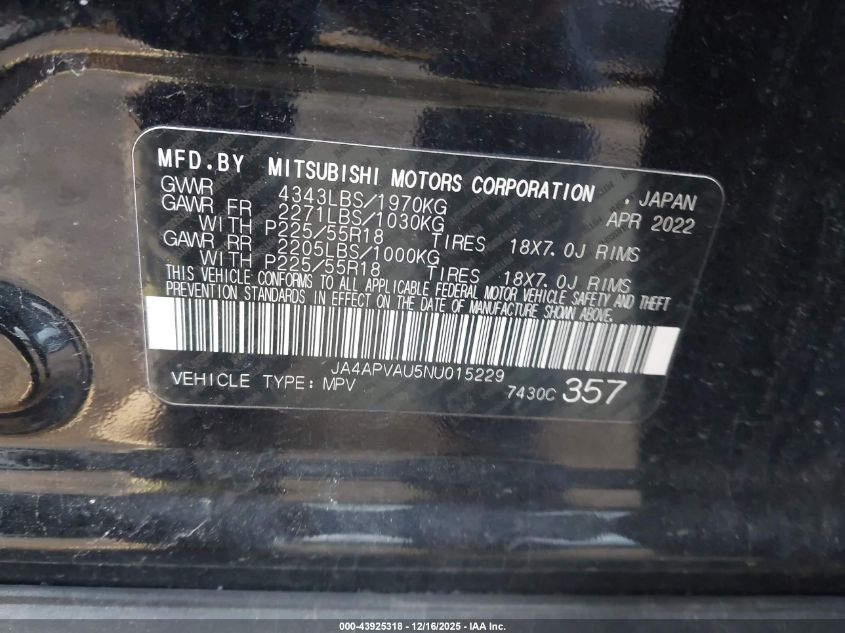 MFD.BY MITSUBISHI MOTORS CORPORATION , JAPAN
GWWR 4343LBS/1970KG APR 2022
GAWR FR 2271LBS/1030KG
WITH P225/55R18 TIRES 18X7.0J RIMS
GAWR RR 2205LBS/1000KG
WITH P225/55R18 TIRES 18X7.0J RIMS
THIS VEHICLE CONFORMS TO ALL APPLICABLE FEDERAL MOTOR VEHICLE SAFETY AND THEFT
PREVENTION STANDARDS IN EFFECT ON THE DATE OF MANUFACTURE SHOWN ABOVE.
JA4APVAU5NU015229
VEHICLE TYPE: MPV 7430C 357
000-43925318 - 12/16/2025 - IAA Inc.